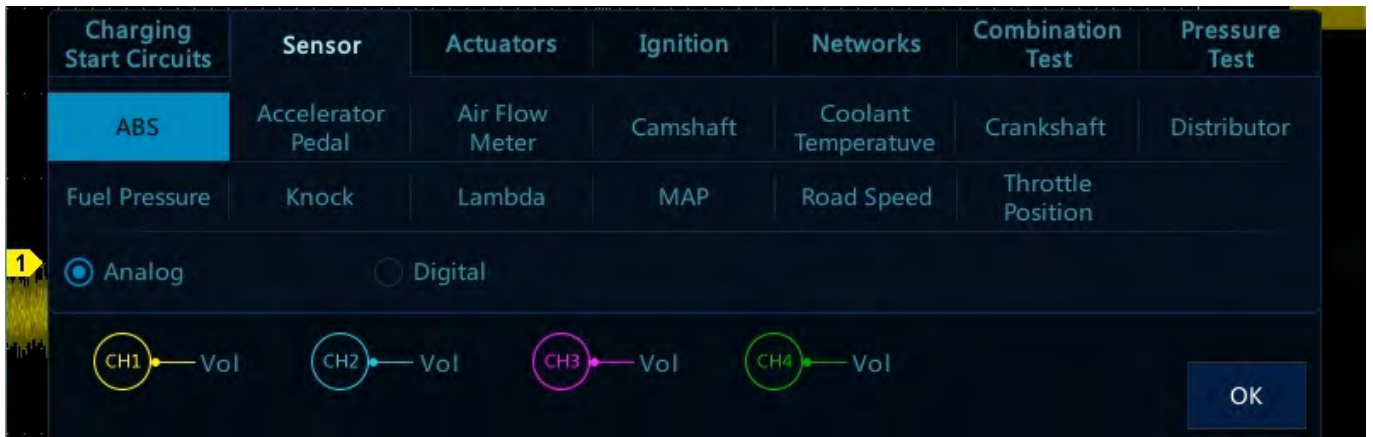 Charging
Start Circuits
Sensor
Actuators
Ignition
Networks
Combination
Test
Pressure
Test
ABS
Accelerator
Pedal
Air Flow
Meter
Camshaft
Coolant
Temperatuve
Crankshaft
Distributor
Fuel Pressure
Knock
Lambda
MAP
Road Speed
Throttle
Position
1
Analog
Digital
CH1
Vol
CH2
Vol
CH3
Vol
CH4
Vol
OK